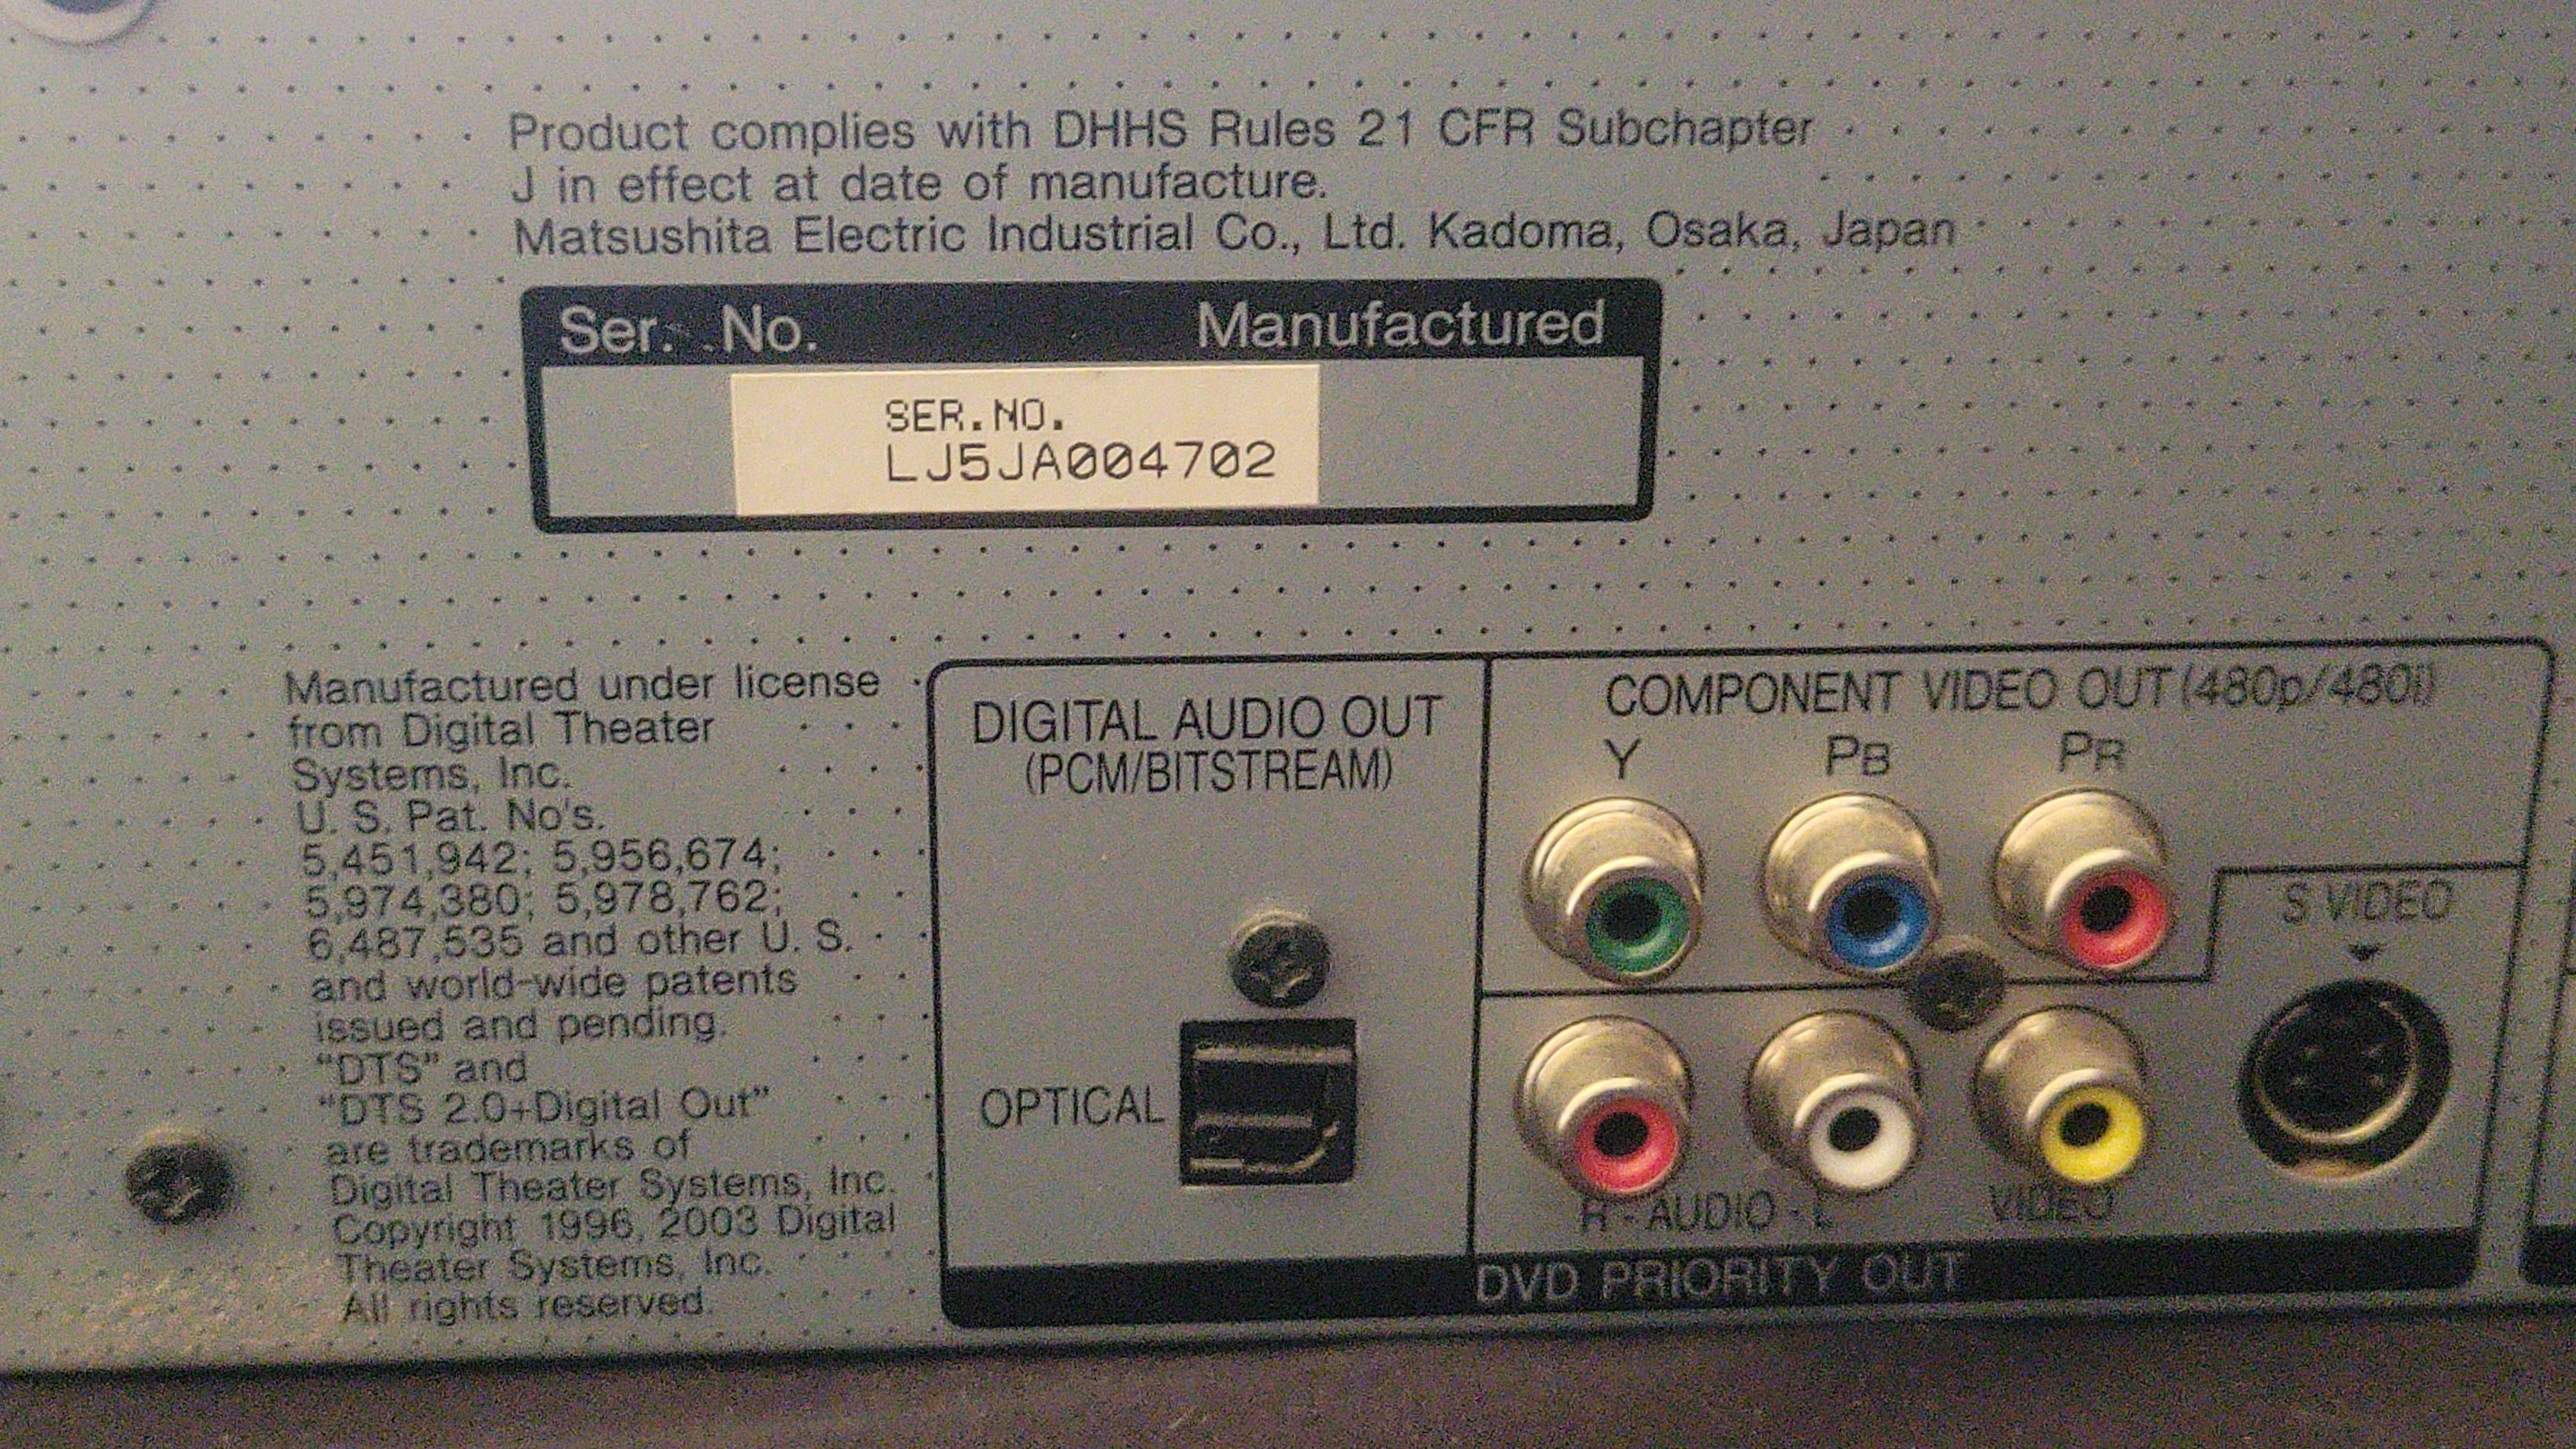 Product complies with DHHS Rules 21 CFR Subchapter
J in effect at date of manufacture.
Matsushita Electric Industrial Co., Ltd. Kadoma, Osaka, Japan
Ser. No. Manufactured
SER.NO.
LJ5JA004702
Manufactured under license
from Digital Theater
Systems, Inc.
U. S. Pat. No's.
5,451,942; 5,956,674;
5,974,380; 5,978,762;
6,487,535 and other U. S.
and world-wide patents
issued and pending.
“DTS” and
“DTS 2.0+Digital Out”
are trademarks of
Digital Theater Systems, Inc.
Copyright 1996, 2003 Digital
Theater Systems, Inc.
All rights reserved.
DIGITAL AUDIO OUT
(PCM/BITSTREAM)
OPTICAL
COMPONENT VIDEO OUT (480p/480i)
Y PB PR
S VIDEO
R - AUDIO - L VIDEO
DVD PRIORITY OUT